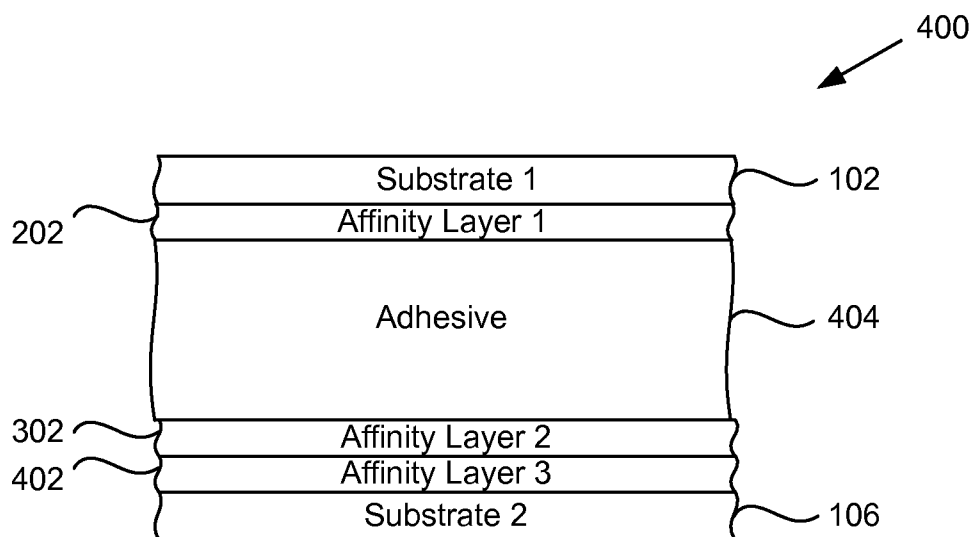 400
Substrate 1
102
202
Affinity Layer 1
Adhesive
404
302
Affinity Layer 2
402
Affinity Layer 3
Substrate 2
106